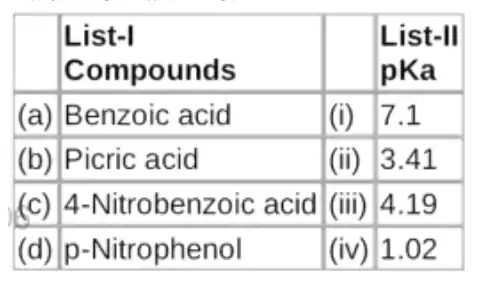 List-I List-II
Compounds pKa
(a) Benzoic acid (i) 7.1
(b) Picric acid (ii) 3.41
(c) 4-Nitrobenzoic acid (iii) 4.19
(d) p-Nitrophenol (iv) 1.02